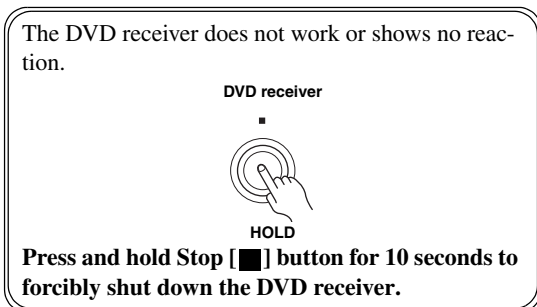 The DVD receiver does not work or shows no reac-
tion.
DVD receiver
■
HOLD
Press and hold Stop [■] button for 10 seconds to
forcibly shut down the DVD receiver.